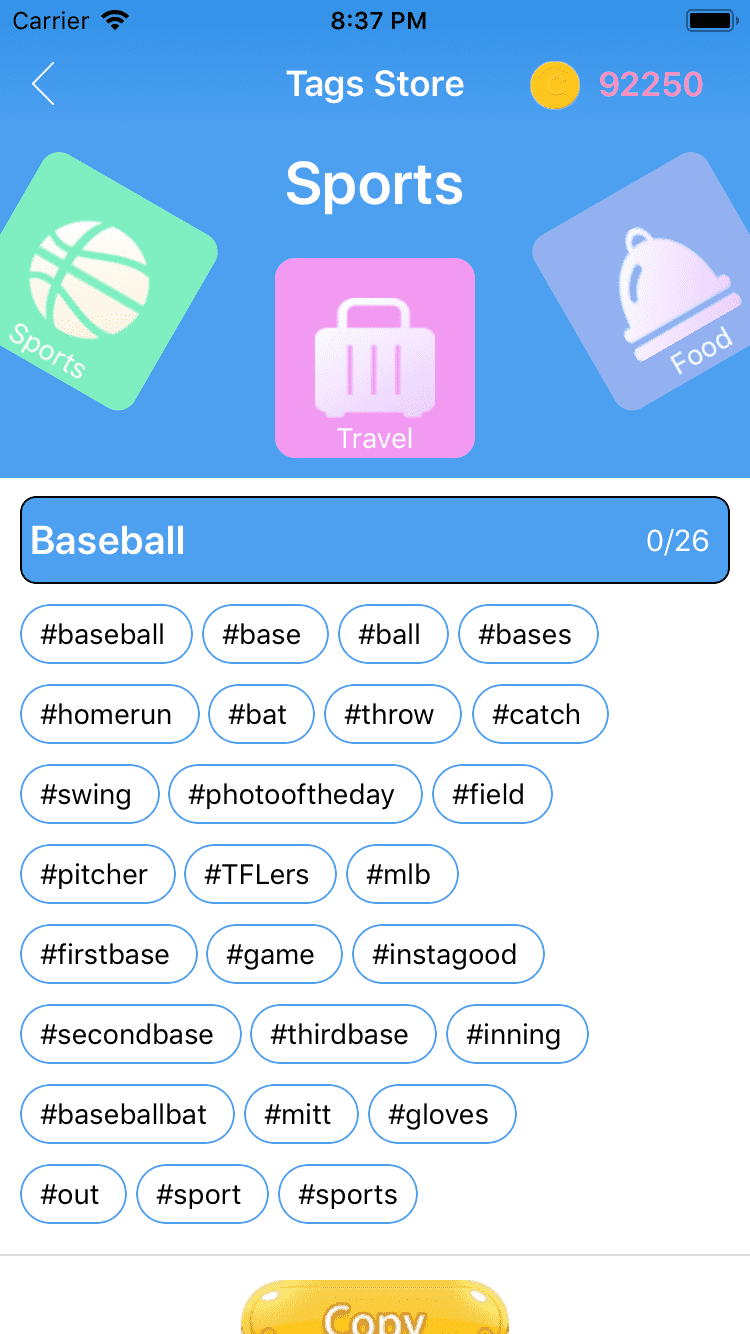 Carrier 8:37 PM
Tags Store 92250
Sports
Sports
Travel
Food
Baseball 0/26
#baseball #base #ball #bases
#homerun #bat #throw #catch
#swing #photooftheday #field
#pitcher #TFLers #mlb
#firstbase #game #instagood
#secondbase #thirdbase #inning
#baseballbat #mitt #gloves
#out #sport #sports
Copy